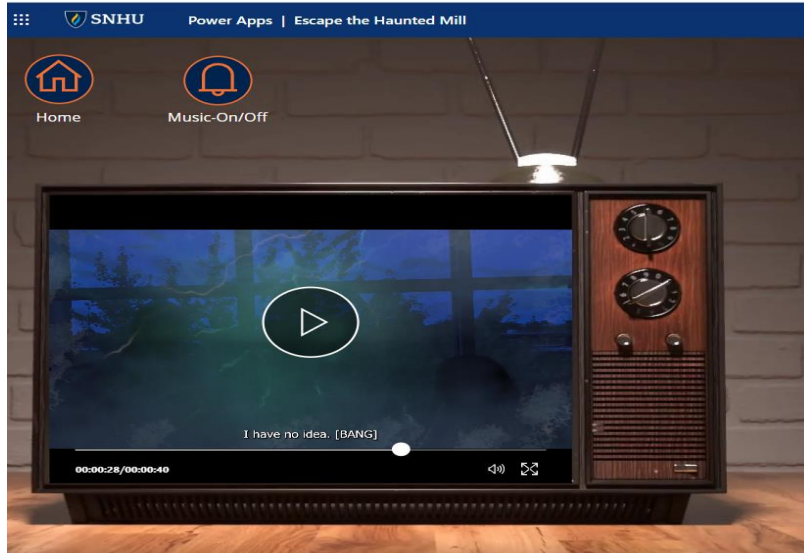 SNHU Power Apps | Escape the Haunted Mill
Home Music-On/Off
I have no idea. [BANG]
00:00:28/00:00:40